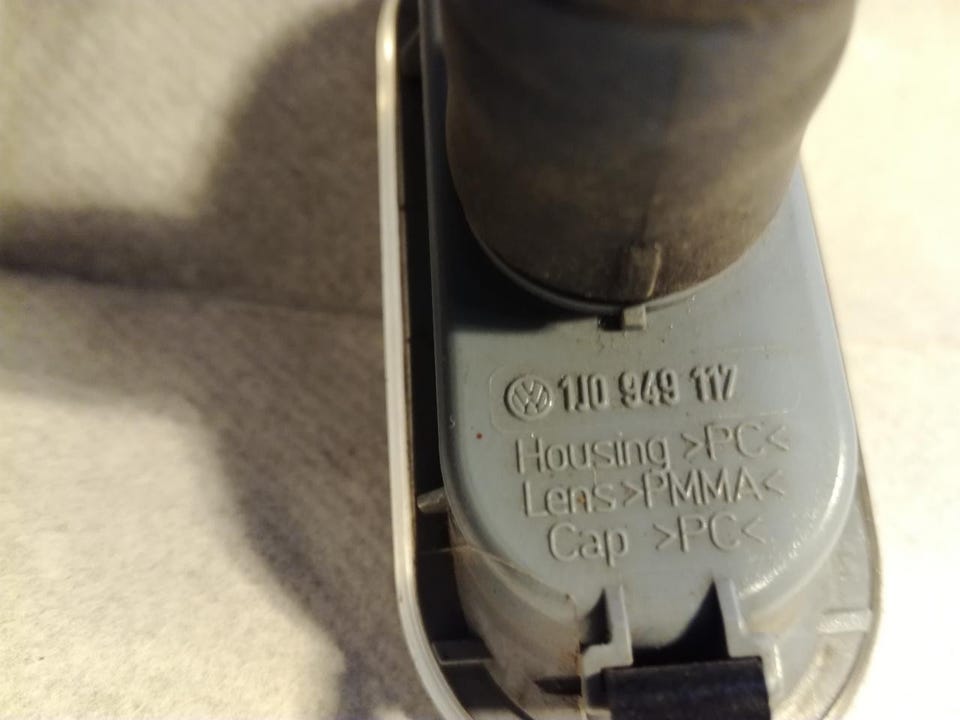 1J0 949 117
Housing >PC<
Lens >PMMA<
Cap >PC<